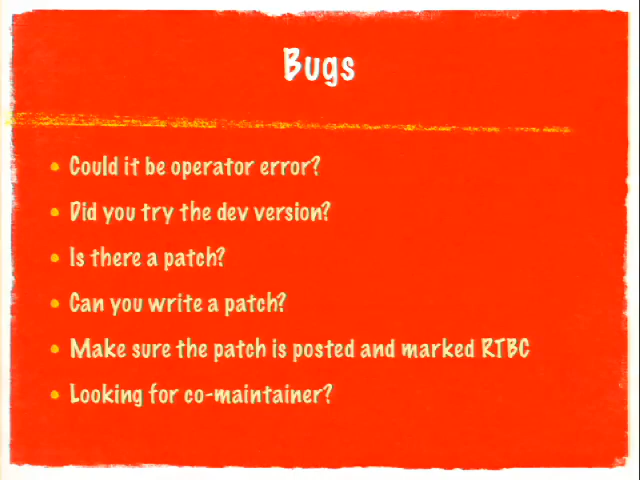 Bugs
• Could it be operator error?
• Did you try the dev version?
• Is there a patch?
• Can you write a patch?
• Make sure the patch is posted and marked RTBC
• Looking for co-maintainer?